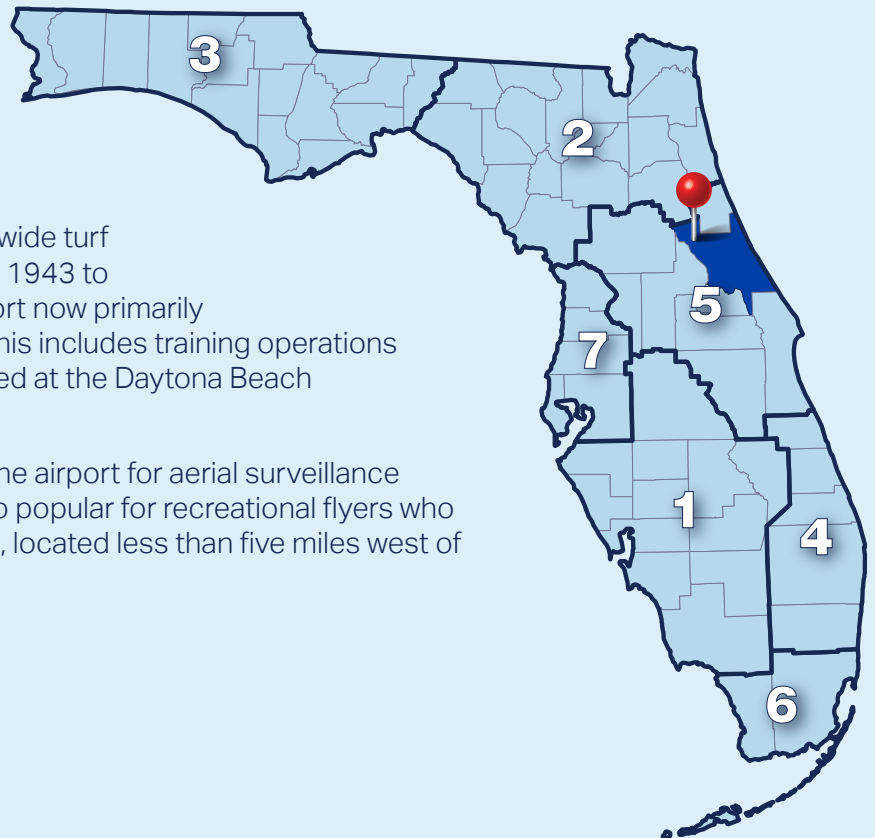 3
2
wide turf
1943 to
ort now primarily
his includes training operations
5
7
ed at the Daytona Beach
ne airport for aerial surveillance
o popular for recreational flyers who
1
4
, located less than five miles west of
6